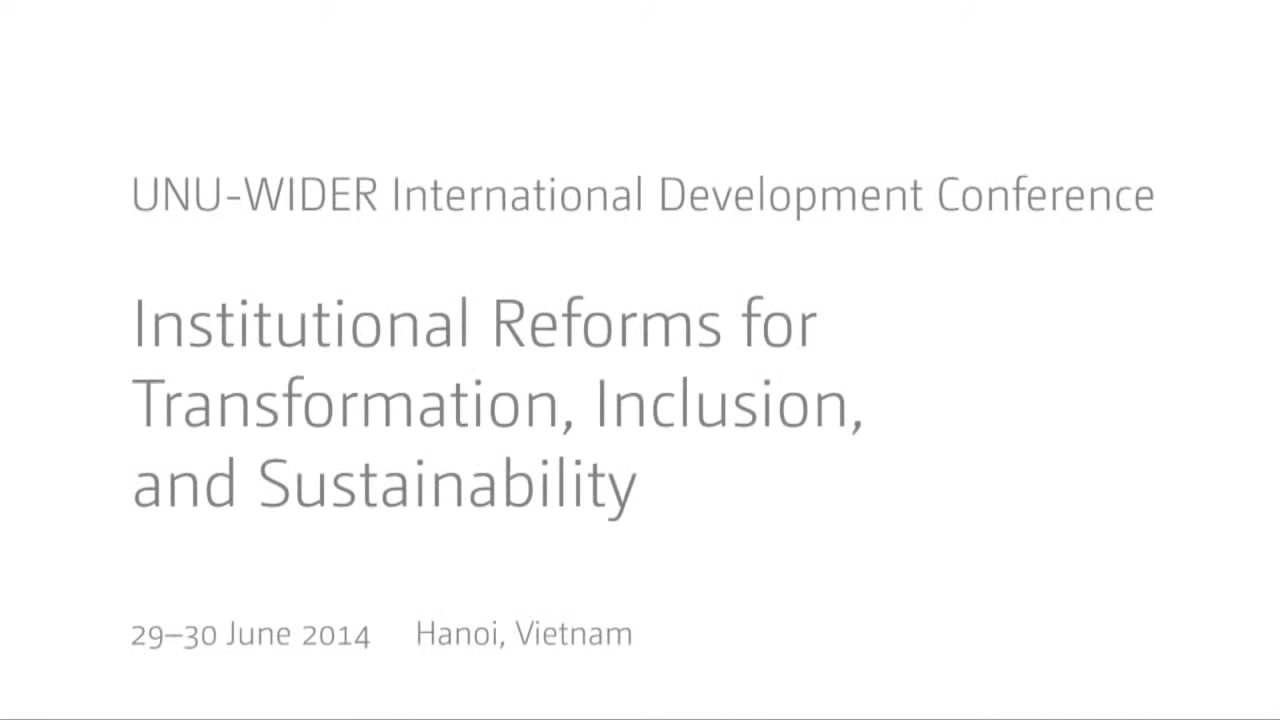 UNU-WIDER International Development Conference
Institutional Reforms for
Transformation, Inclusion,
and Sustainability
29–30 June 2014 Hanoi, Vietnam